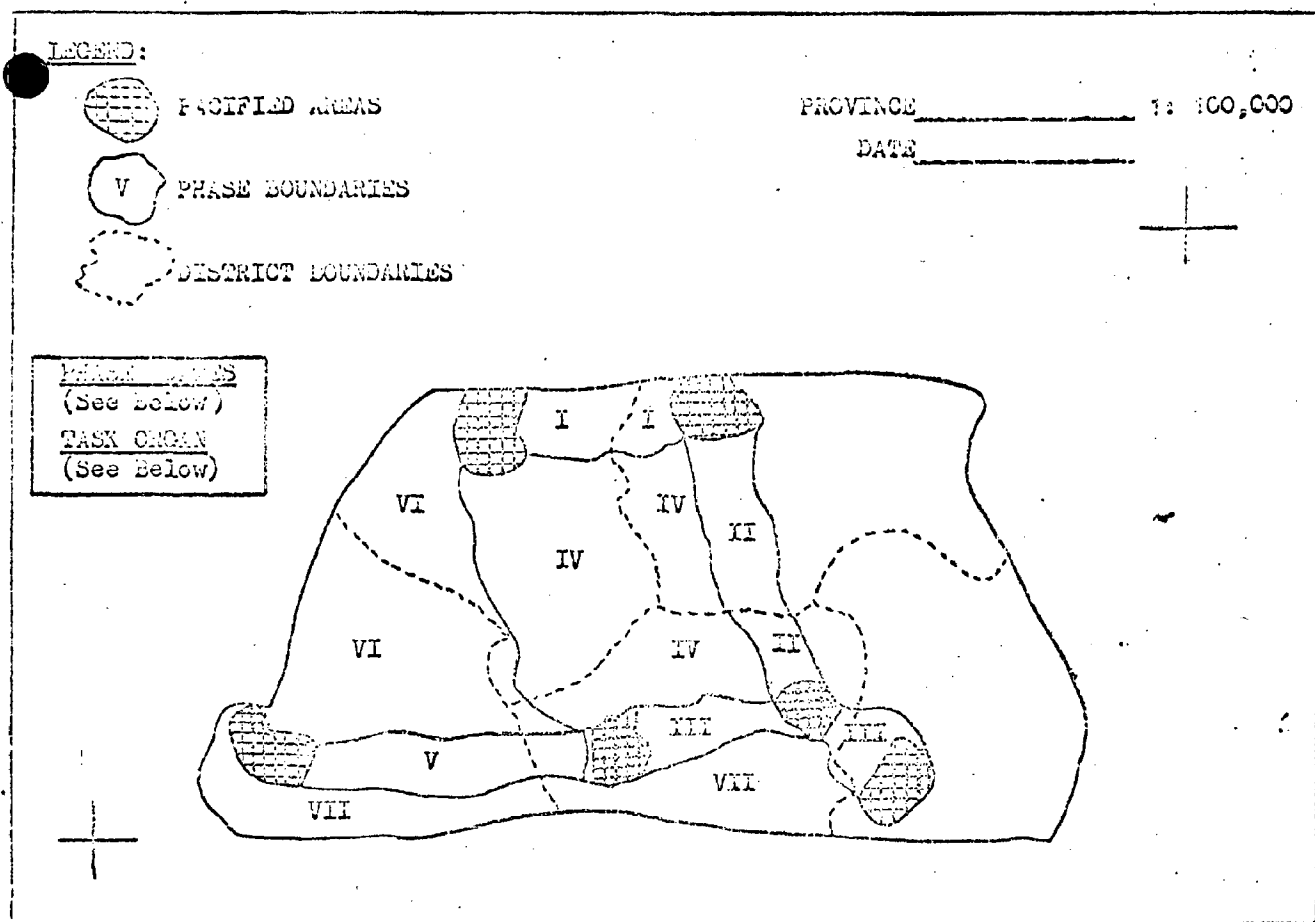 LEGEND:
PACIFIED AREAS
PROVINCE 1: 100,000
DATE
V PHASE BOUNDARIES
DISTRICT BOUNDARIES
(See Below)
TASK ORGAN
(See Below)
I I
VI IV II
IV
VI IV II
III III
V
VII VII